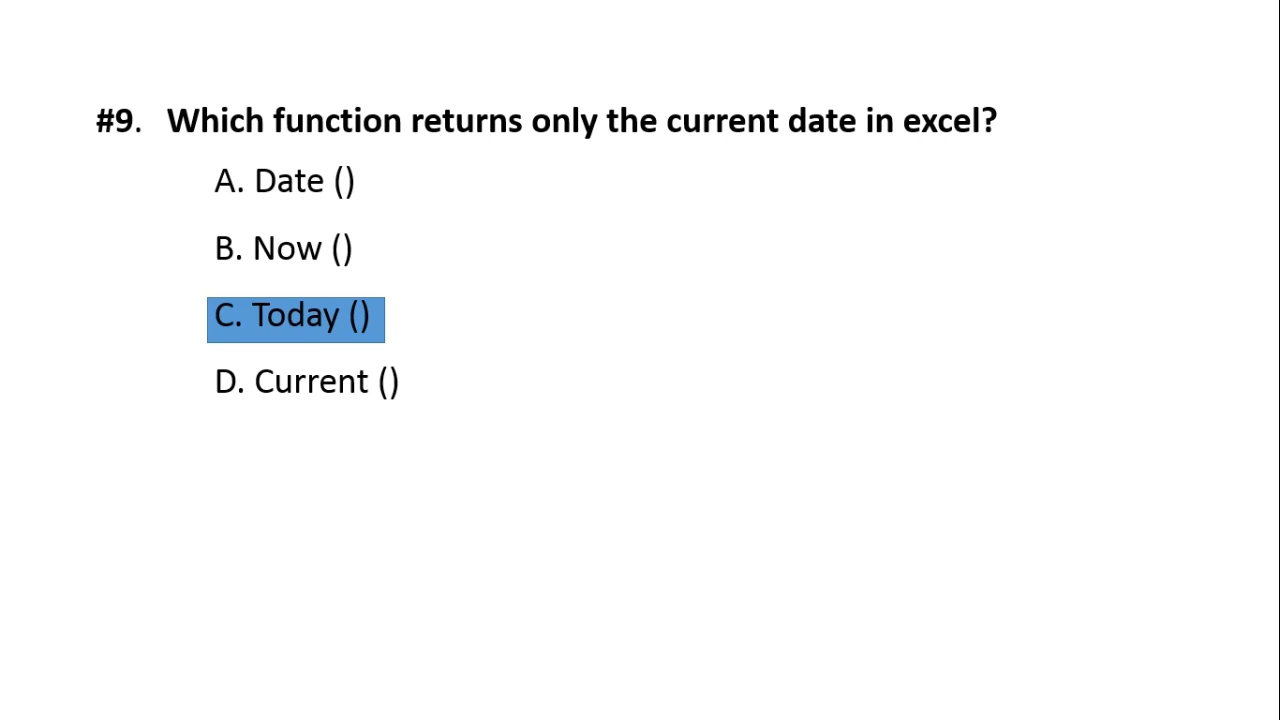 #9. Which function returns only the current date in excel?
A. Date ()
B. Now ()
C. Today ()
D. Current ()